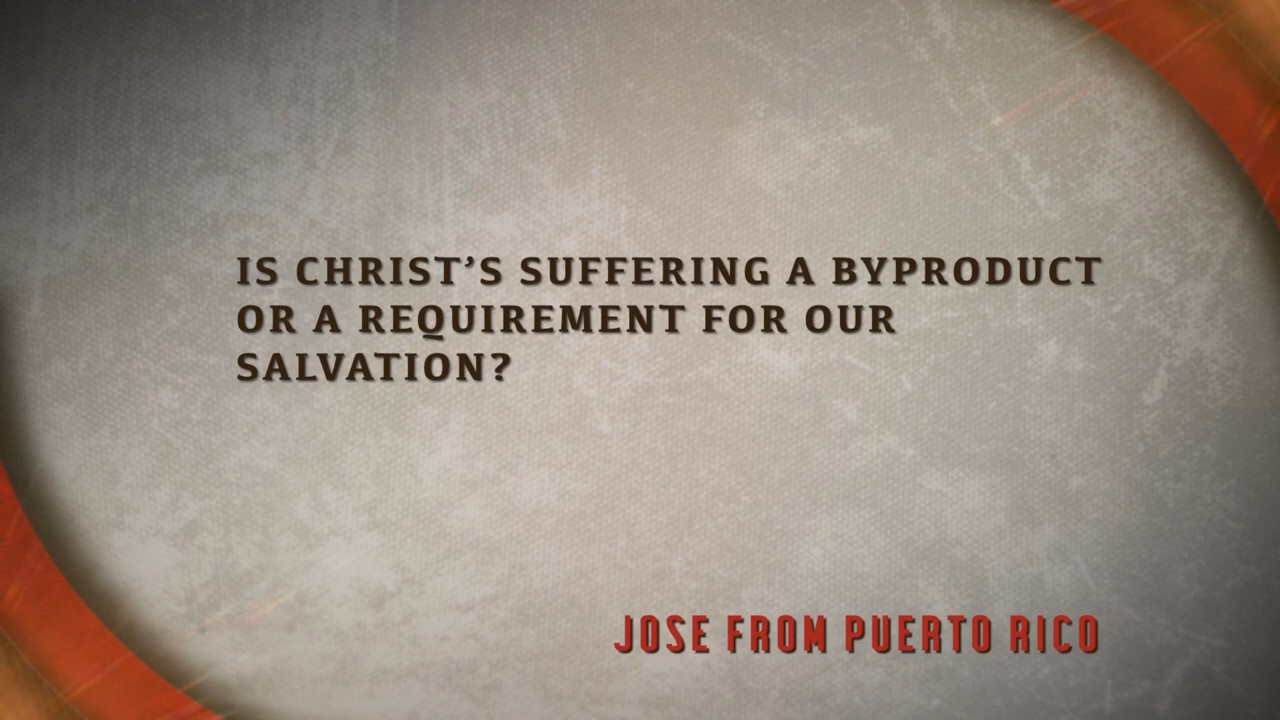 IS CHRIST’S SUFFERING A BYPRODUCT
OR A REQUIREMENT FOR OUR
SALVATION?
JOSE FROM PUERTO RICO